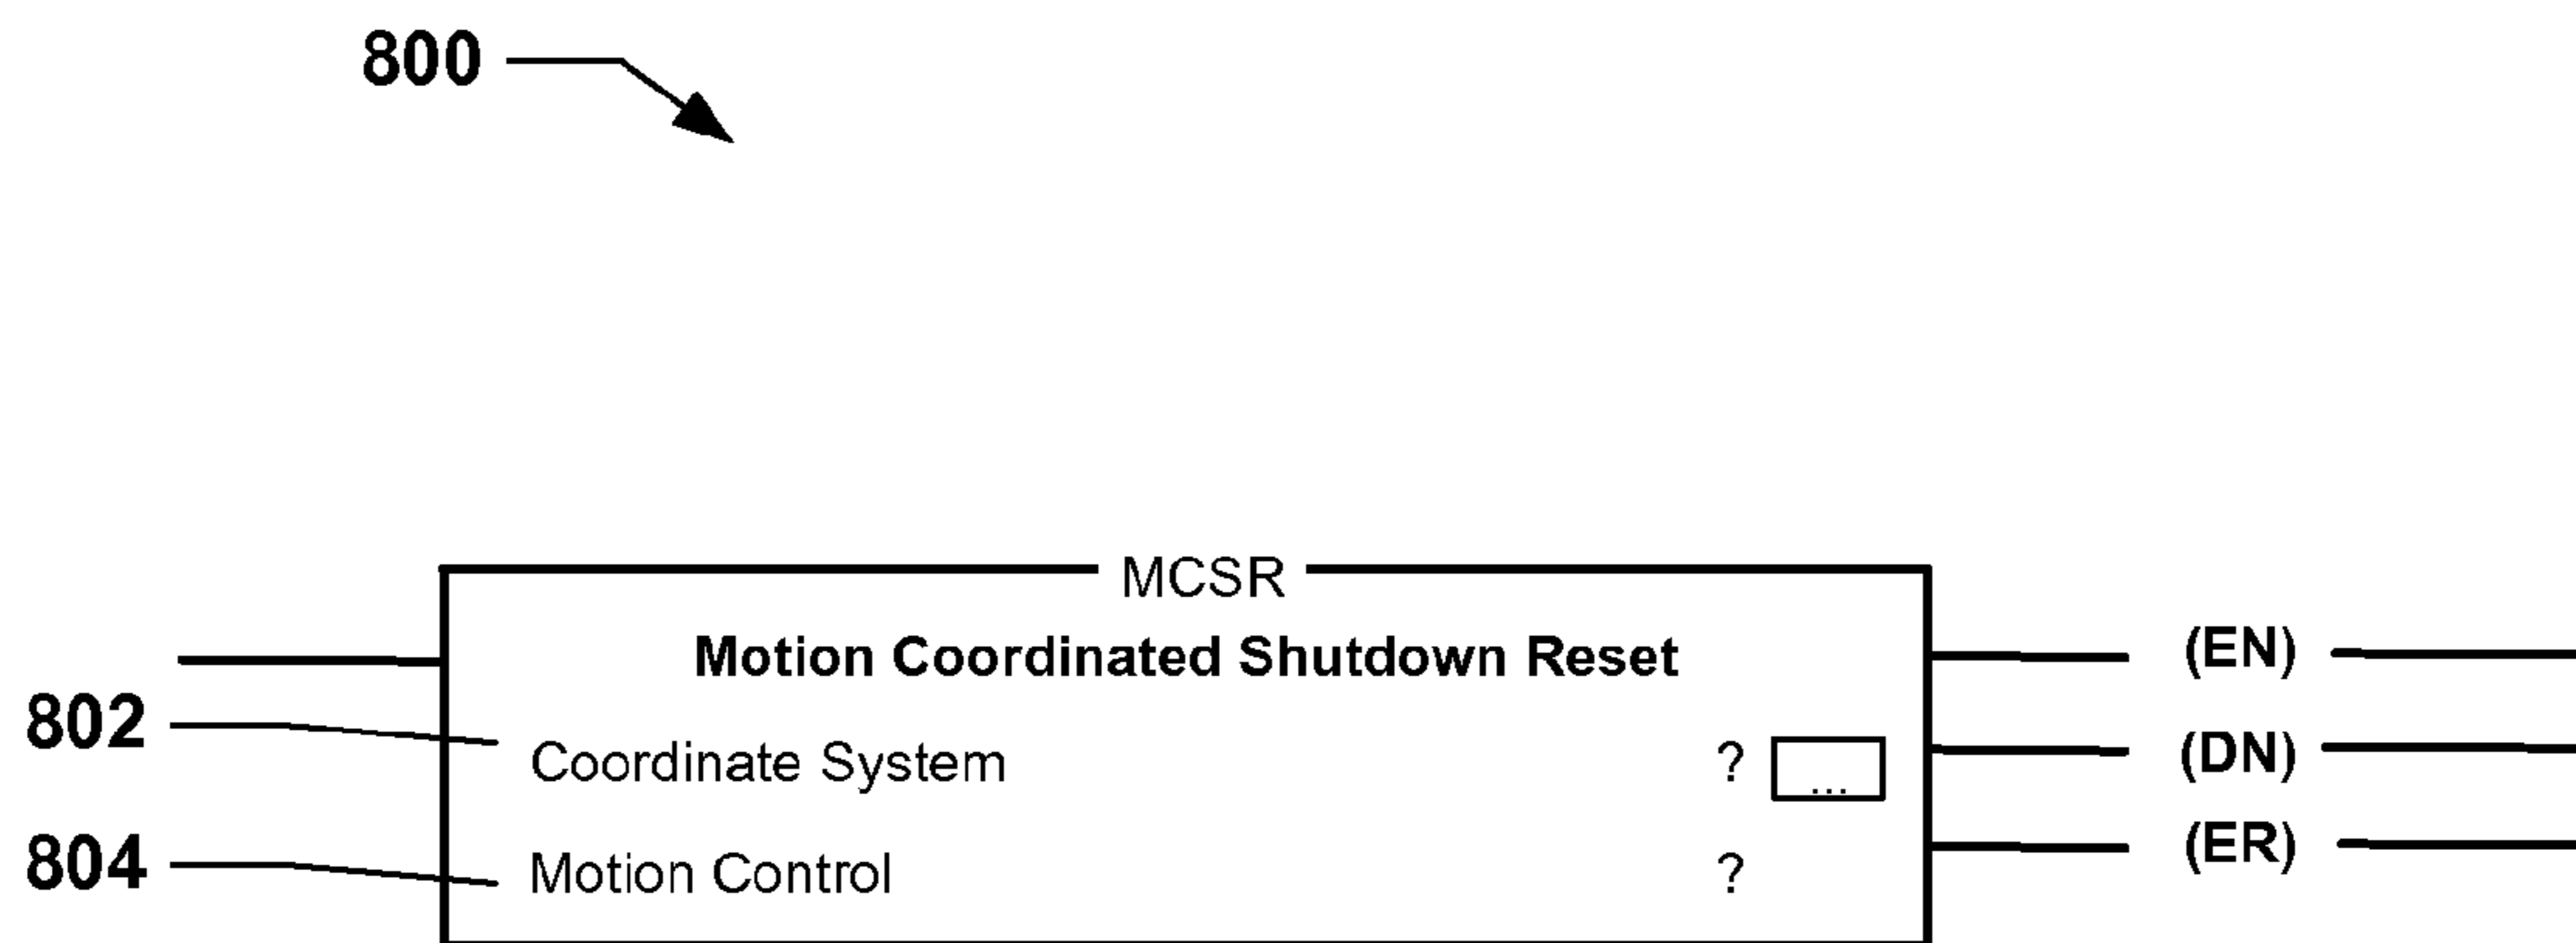 800
MCSR
Motion Coordinated Shutdown Reset (EN)
802 Coordinate System ? ... (DN)
804 Motion Control ? (ER)